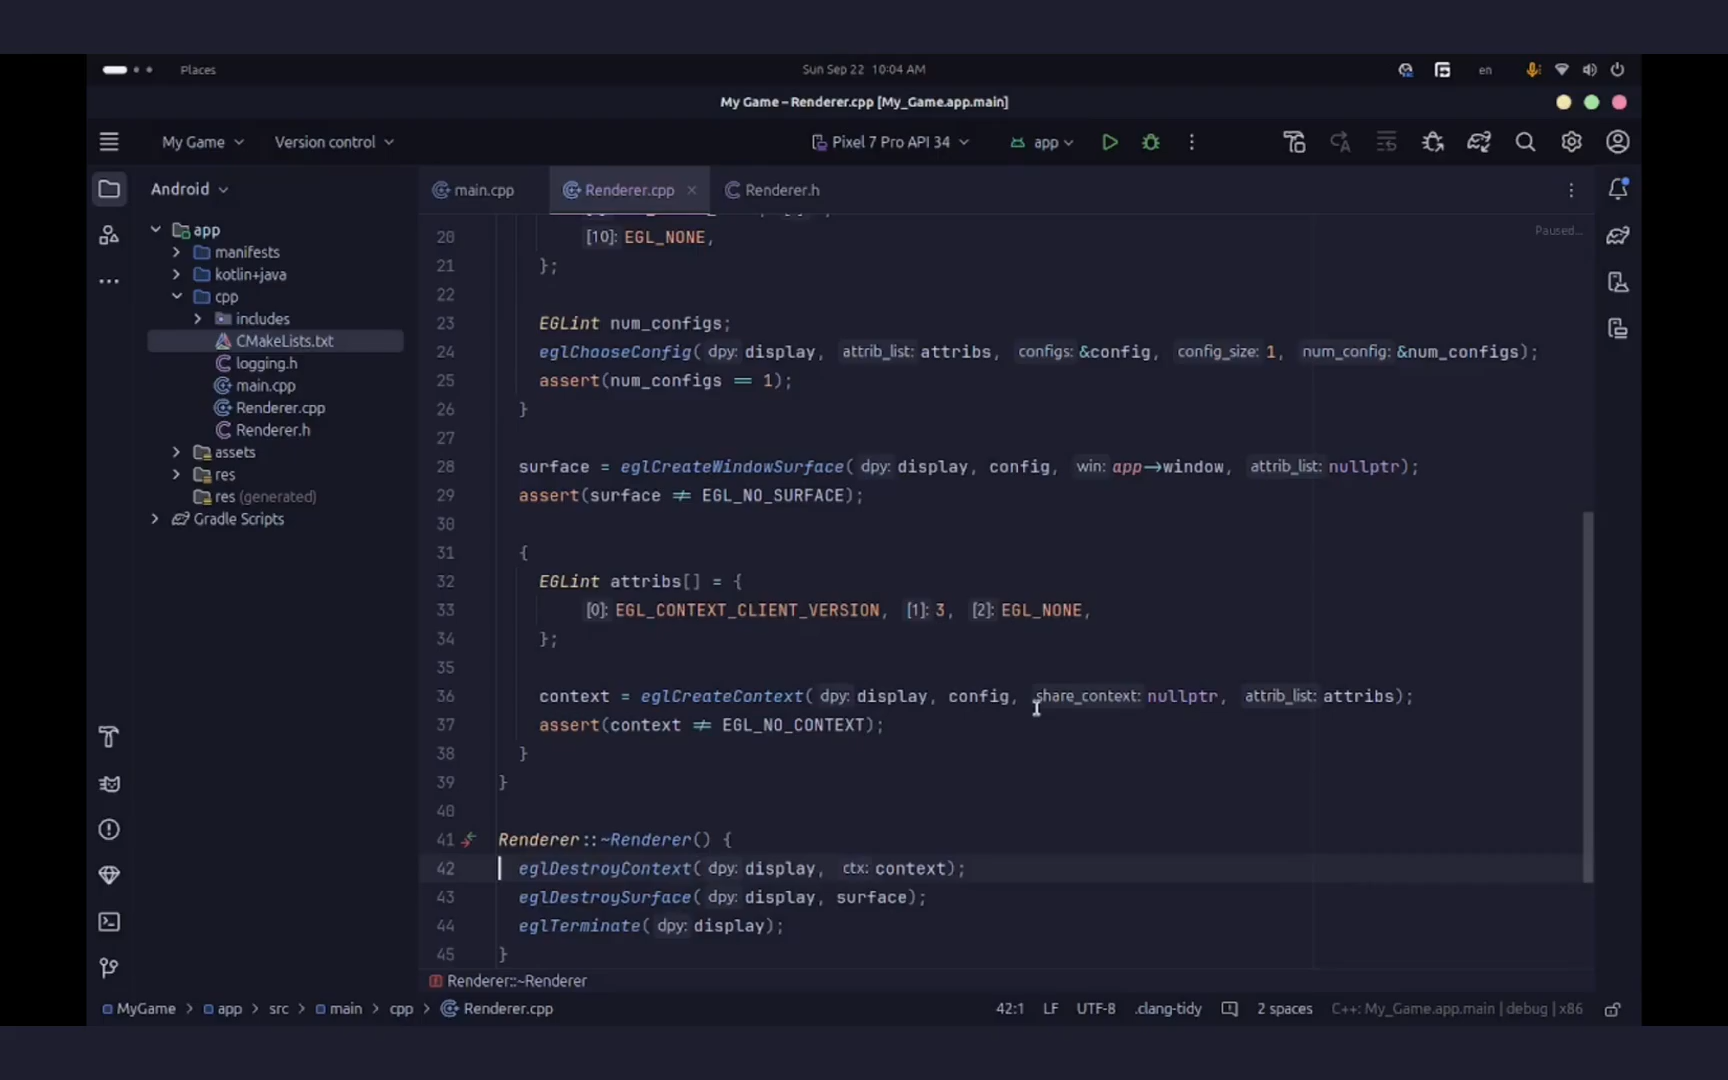 Places
Sun Sep 22 10:04 AM
en
My Game – Renderer.cpp [My_Game.app.main]
My Game
Version control
Pixel 7 Pro API 34
app
Android
main.cpp
Renderer.cpp
Renderer.h
app
manifests
kotlin+java
cpp
includes
CMakeLists.txt
logging.h
main.cpp
Renderer.cpp
Renderer.h
assets
res
res (generated)
Gradle Scripts
Paused...
20 [10]: EGL_NONE,
21 };
22
23 EGLint num_configs;
24 eglChooseConfig( dpy: display, attrib_list: attribs, configs: &config, config_size: 1, num_config: &num_configs);
25 assert(num_configs == 1);
26 }
27
28 surface = eglCreateWindowSurface( dpy: display, config, win: app->window, attrib_list: nullptr);
29 assert(surface != EGL_NO_SURFACE);
30
31 {
32 EGLint attribs[] = {
33 [0]: EGL_CONTEXT_CLIENT_VERSION, [1]: 3, [2]: EGL_NONE,
34 };
35
36 context = eglCreateContext( dpy: display, config, share_context: nullptr, attrib_list: attribs);
37 assert(context != EGL_NO_CONTEXT);
38 }
39 }
40
41 Renderer::~Renderer() {
42 eglDestroyContext( dpy: display, ctx: context);
43 eglDestroySurface( dpy: display, surface);
44 eglTerminate( dpy: display);
45 }
Renderer::~Renderer
MyGame > app > src > main > cpp > Renderer.cpp
42:1 LF UTF-8 .clang-tidy 2 spaces C++: My_Game.app.main | debug | x86